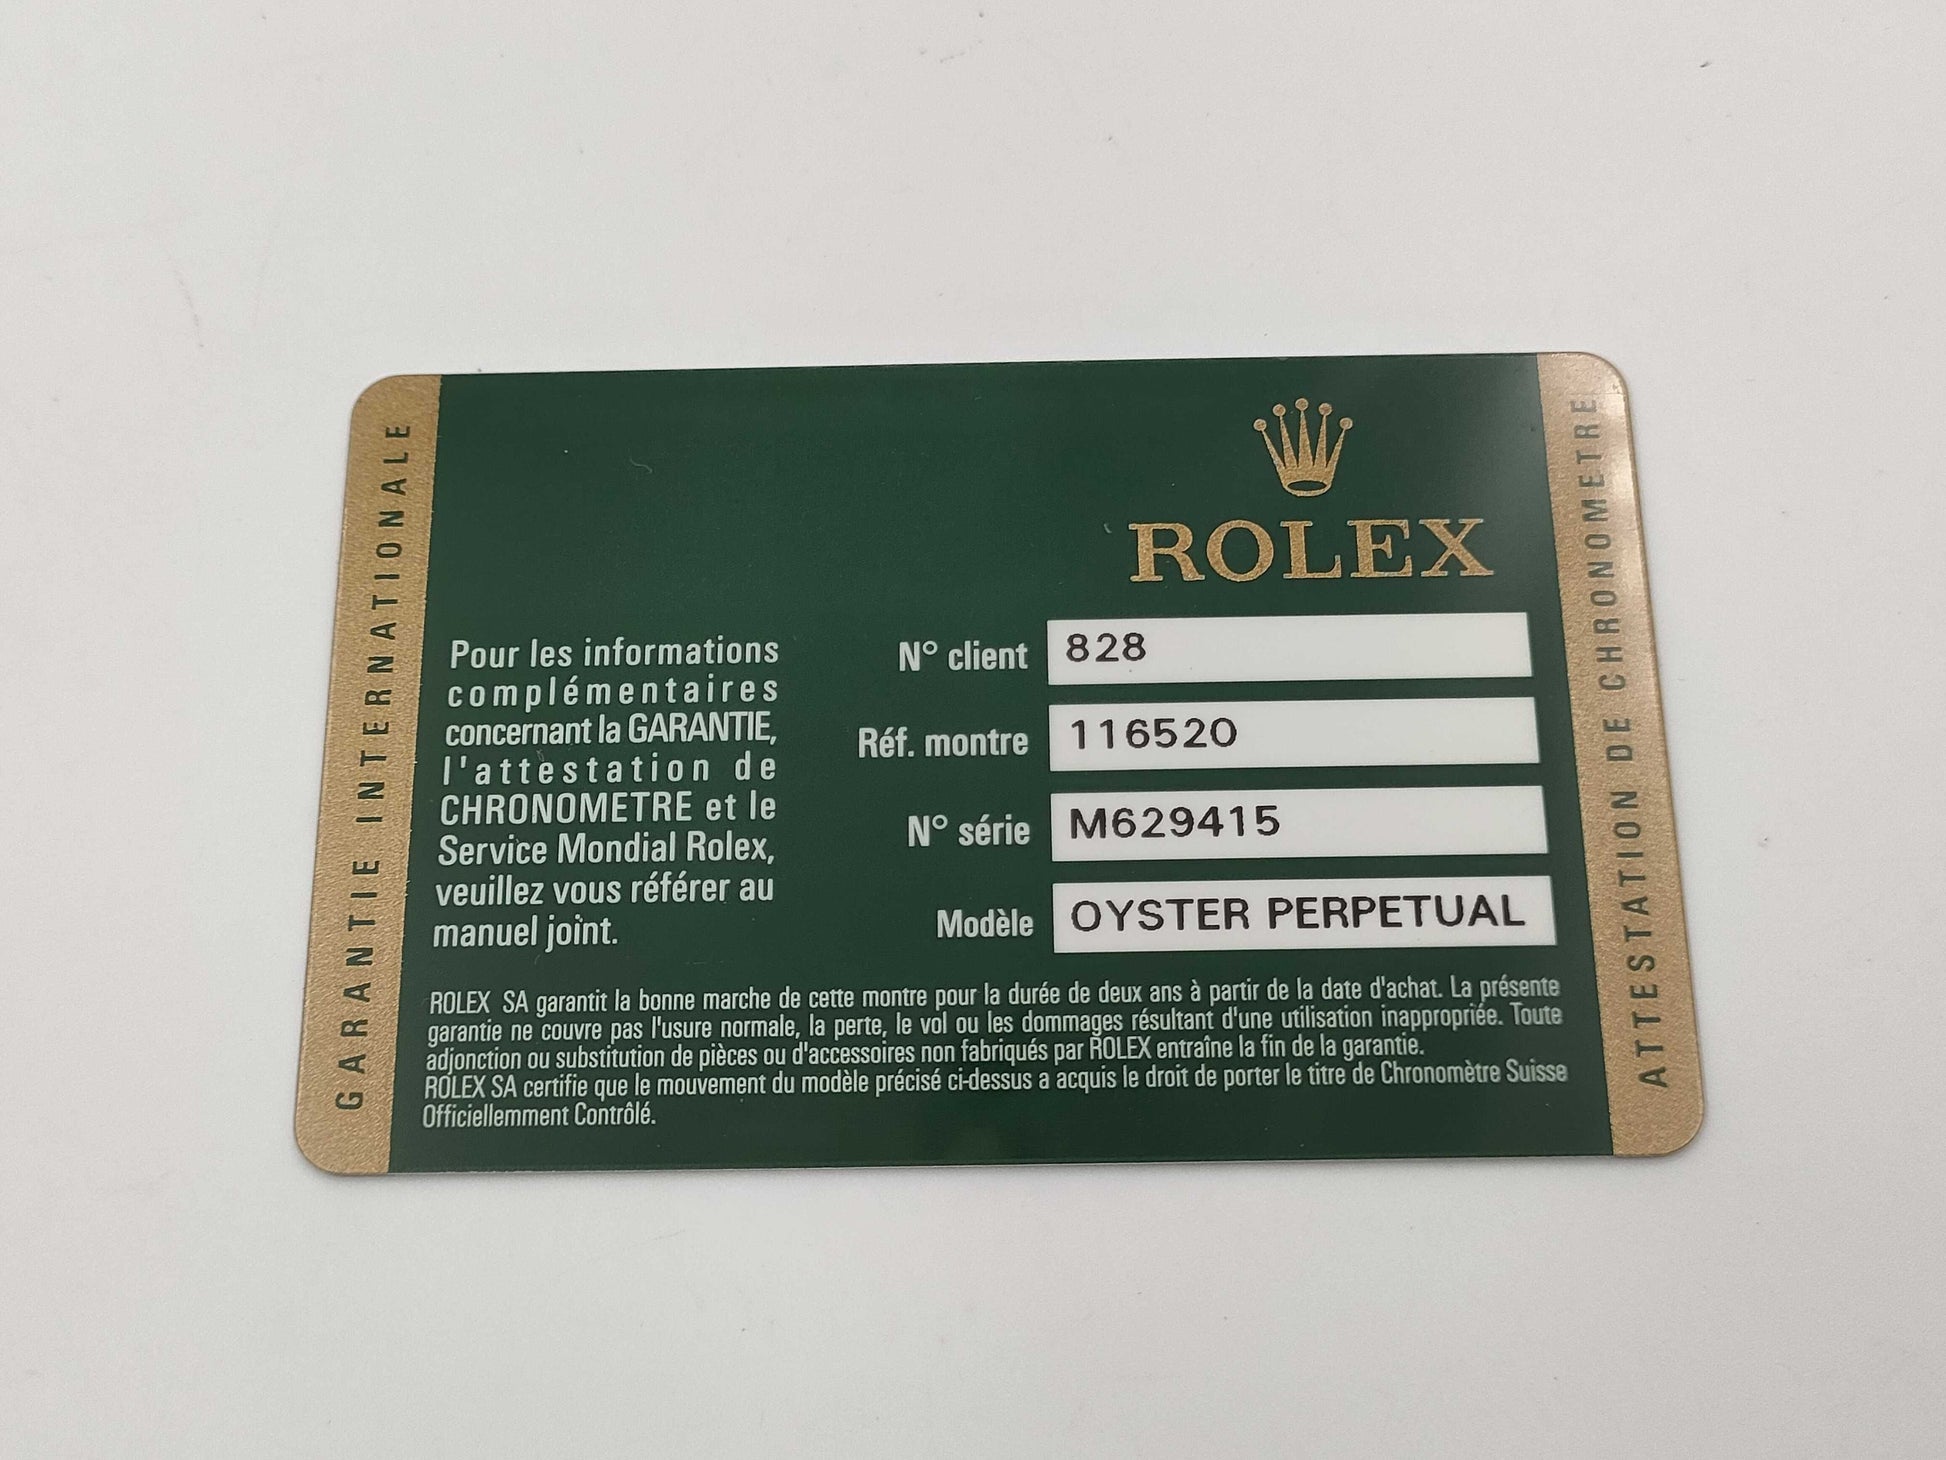 GARANTIE INTERNATIONALE
ROLEX
Pour les informations
complémentaires
concernant la GARANTIE,
l'attestation de
CHRONOMETRE et le
Service Mondial Rolex,
veuillez vous référer au
manuel joint.
N° client 828
Réf. montre 116520
N° série M629415
Modèle OYSTER PERPETUAL
ROLEX SA garantit la bonne marche de cette montre pour la durée de deux ans à partir de la date d'achat. La présente
garantie ne couvre pas l'usure normale, la perte, le vol ou les dommages résultant d'une utilisation inappropriée. Toute
adjonction ou substitution de pièces ou d'accessoires non fabriqués par ROLEX entraîne la fin de la garantie.
ROLEX SA certifie que le mouvement du modèle précisé ci-dessus a acquis le droit de porter le titre de Chronomètre Suisse
Officiellemment Contrôlé.
ATTESTATION DE CHRONOMETRE